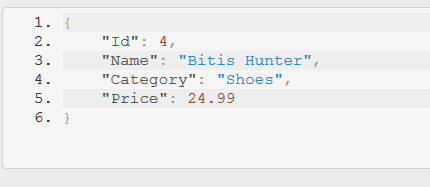 1. {
2.     "Id": 4,
3.     "Name": "Bitis Hunter",
4.     "Category": "Shoes",
5.     "Price": 24.99
6. }